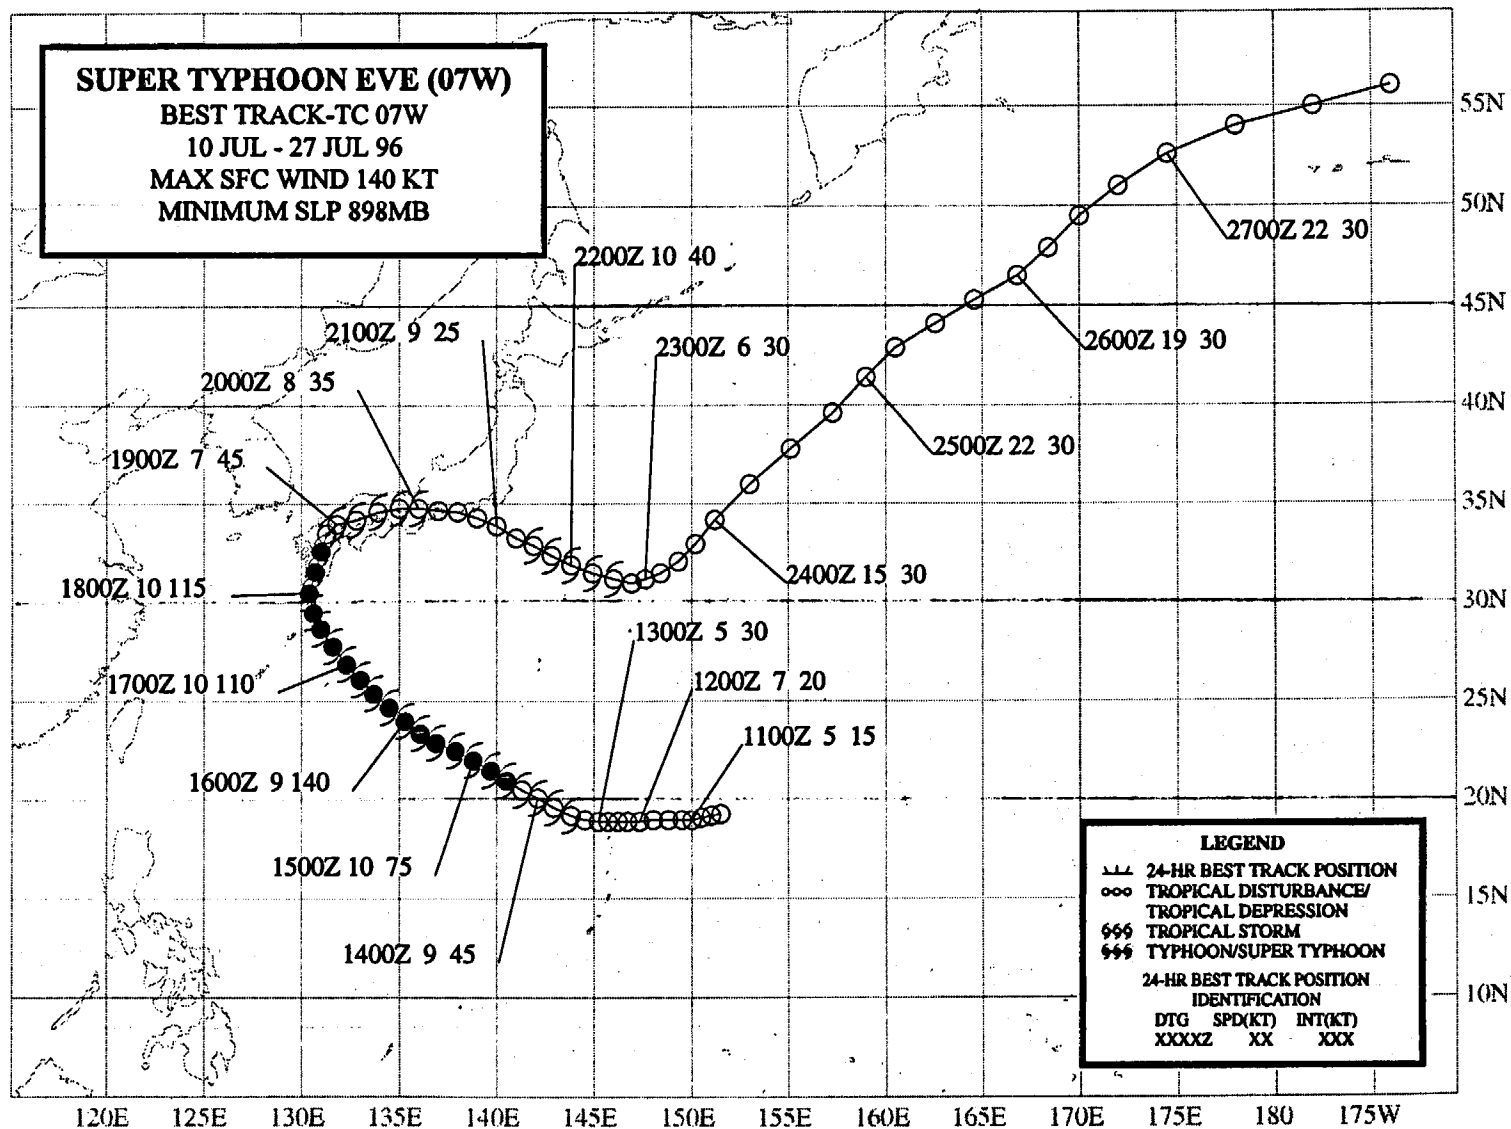 SUPER TYPHOON EVE (07W)
BEST TRACK-TC 07W
10 JUL - 27 JUL 96
MAX SFC WIND 140 KT
MINIMUM SLP 898MB
55N
50N
2700Z 22 30
2200Z 10 40
45N
2100Z 9 25
2300Z 6 30
2600Z 19 30
2000Z 8 35
40N
2500Z 22 30
1900Z 7 45
35N
2400Z 15 30
1800Z 10 115
30N
1300Z 5 30
1700Z 10 110
1200Z 7 20
25N
1100Z 5 15
1600Z 9 140
20N
1500Z 10 75
1400Z 9 45
LEGEND
24-HR BEST TRACK POSITION
TROPICAL DISTURBANCE/
TROPICAL DEPRESSION
TROPICAL STORM
TYPHOON/SUPER TYPHOON
24-HR BEST TRACK POSITION
IDENTIFICATION
DTG SPD(KT) INT(KT)
XXXXZ XX XXX
15N
10N
120E 125E 130E 135E 140E 145E 150E 155E 160E 165E 170E 175E 180 175W